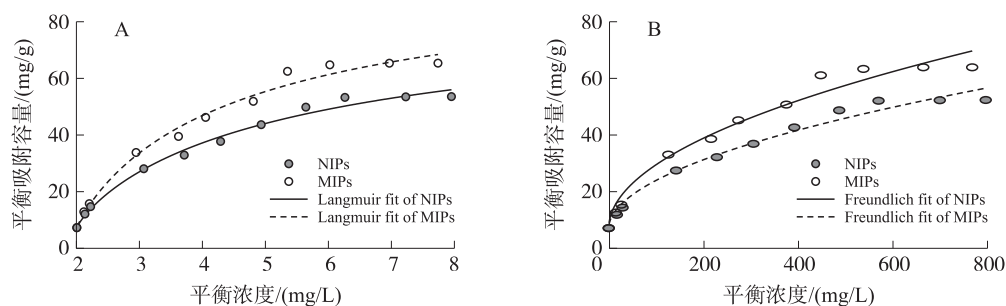 A
80
60
40
20
0
平衡吸附容量/(mg/g)
NIPs
MIPs
Langmuir fit of NIPs
Langmuir fit of MIPs
2 3 4 5 6 7 8
平衡浓度/(mg/L)
B
80
60
40
20
0
平衡吸附容量/(mg/g)
NIPs
MIPs
Freundlich fit of NIPs
Freundlich fit of MIPs
0 200 400 600 800
平衡浓度/(mg/L)